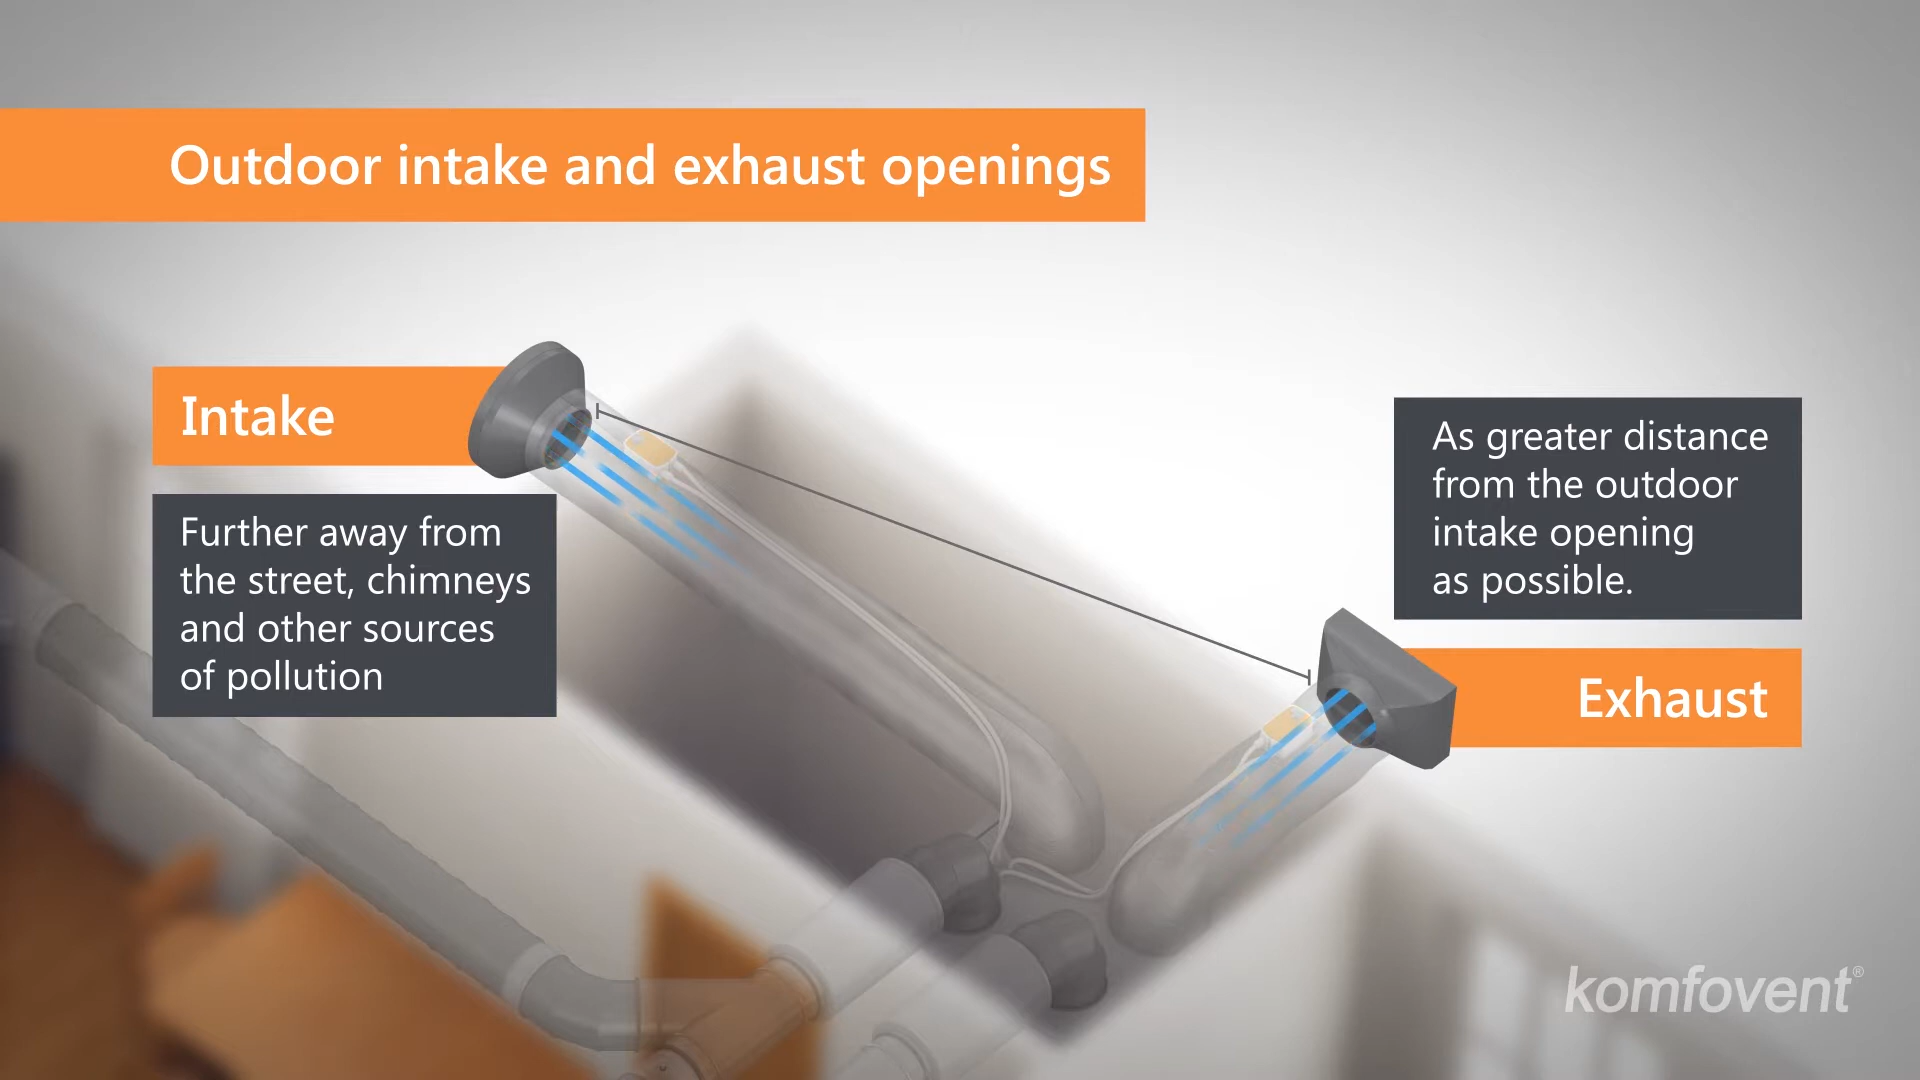 Outdoor intake and exhaust openings
Intake
Further away from
the street, chimneys
and other sources
of pollution
As greater distance
from the outdoor
intake opening
as possible.
Exhaust
komfovent®